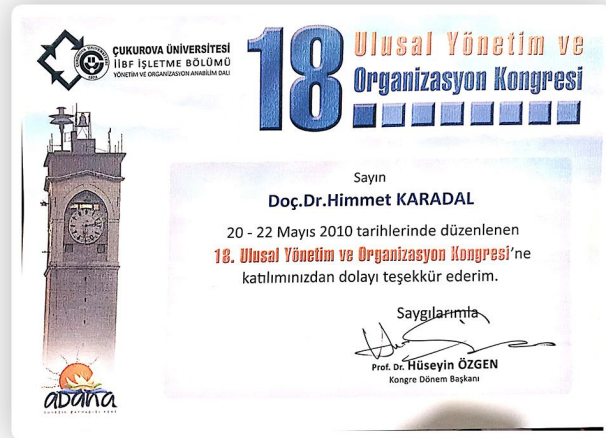 ÇUKUROVA ÜNİVERSİTESİ
İİBF İŞLETME BÖLÜMÜ
YÖNETİM VE ORGANİZASYON ANABİLİM DALI
18 Ulusal Yönetim ve
Organizasyon Kongresi
Sayın
Doç.Dr.Himmet KARADAL
20 - 22 Mayıs 2010 tarihlerinde düzenlenen
18. Ulusal Yönetim ve Organizasyon Kongresi'ne
katılımınızdan dolayı teşekkür ederim.
Saygılarımla
Prof. Dr. Hüseyin ÖZGEN
Kongre Dönem Başkanı
adana